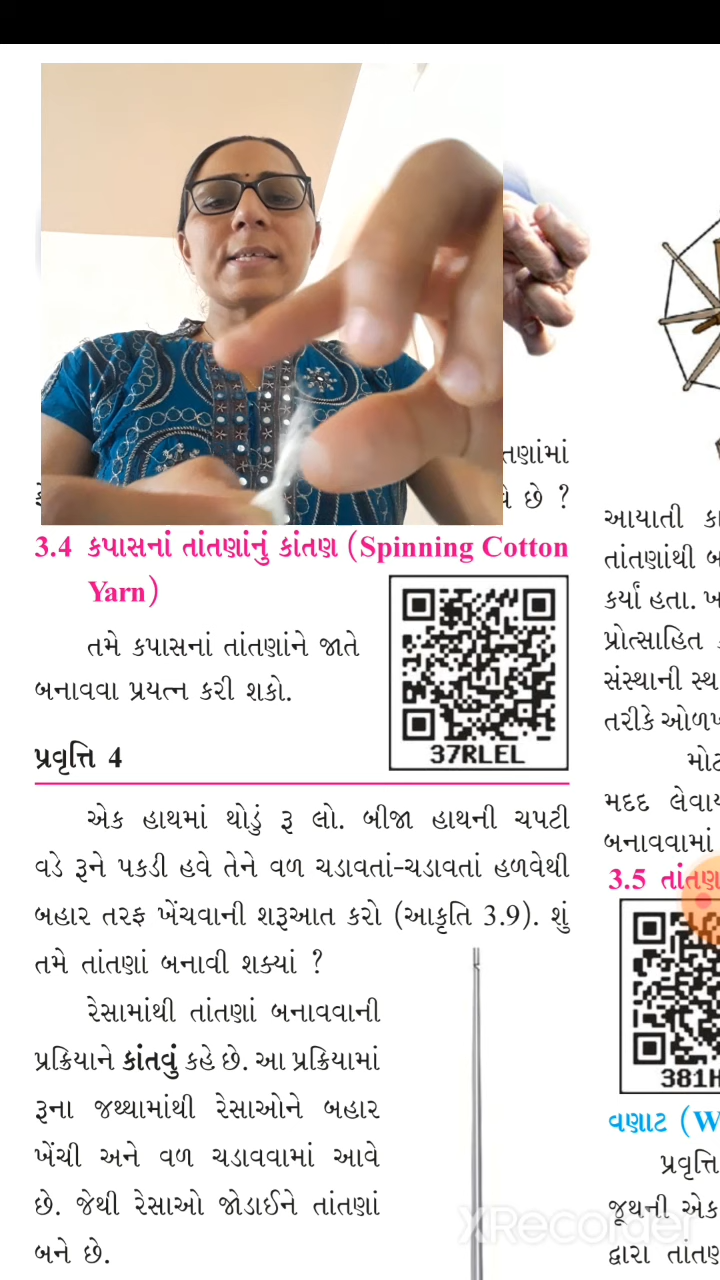 તણાંમાં
છે ?
3.4 કપાસનાં તાંતણાંનું કાંતણ (Spinning Cotton
Yarn)
તમે કપાસનાં તાંતણાંને જાતે
બનાવવા પ્રયત્ન કરી શકો.
37RLEL
પ્રવૃત્તિ 4
એક હાથમાં થોડું રૂ લો. બીજા હાથની ચપટી
વડે રૂને પકડી હવે તેને વળ ચડાવતાં-ચડાવતાં હળવેથી
બહાર તરફ ખેંચવાની શરૂઆત કરો (આકૃતિ 3.9). શું
તમે તાંતણાં બનાવી શક્યાં ?
રેસામાંથી તાંતણાં બનાવવાની
પ્રક્રિયાને કાંતવું કહે છે. આ પ્રક્રિયામાં
રૂના જથ્થામાંથી રેસાઓને બહાર
ખેંચી અને વળ ચડાવવામાં આવે
છે. જેથી રેસાઓ જોડાઈને તાંતણાં
બને છે.
આયાતી કા
તાંતણાંથી બ
કર્યાં હતા. ખ
પ્રોત્સાહિત
સંસ્થાની સ્થ
તરીકે ઓળખ
મોટ
મદદ લેવાય
બનાવવામાં
3.5 તાંતણ
381H
વણાટ (W
પ્રવૃત્તિ
જૂથની એક
દ્વારા તાંતણ
XRecorder